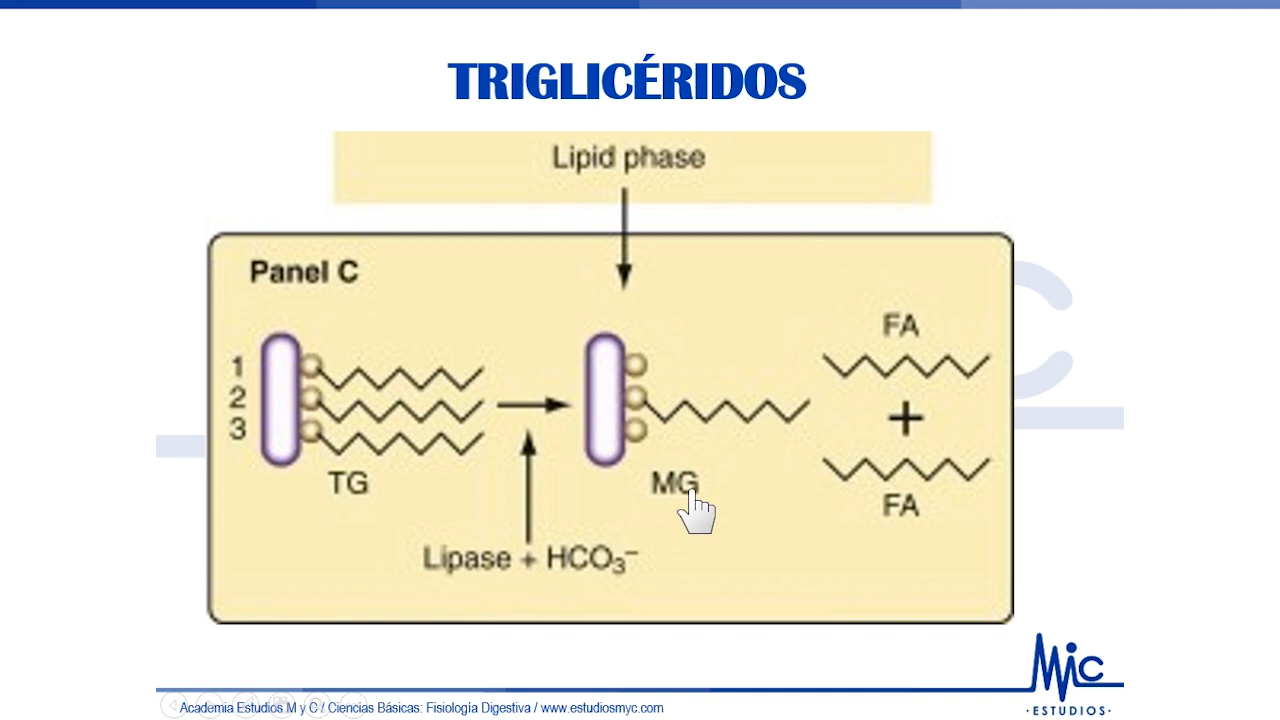 TRIGLICÉRIDOS
Lipid phase
Panel C
FA
1
2
3
+
TG
MG
FA
Lipase + HCO₃⁻
Mic
Academia Estudios M y C / Ciencias Básicas: Fisiología Digestiva / www.estudiosmyc.com
·ESTUDIOS·